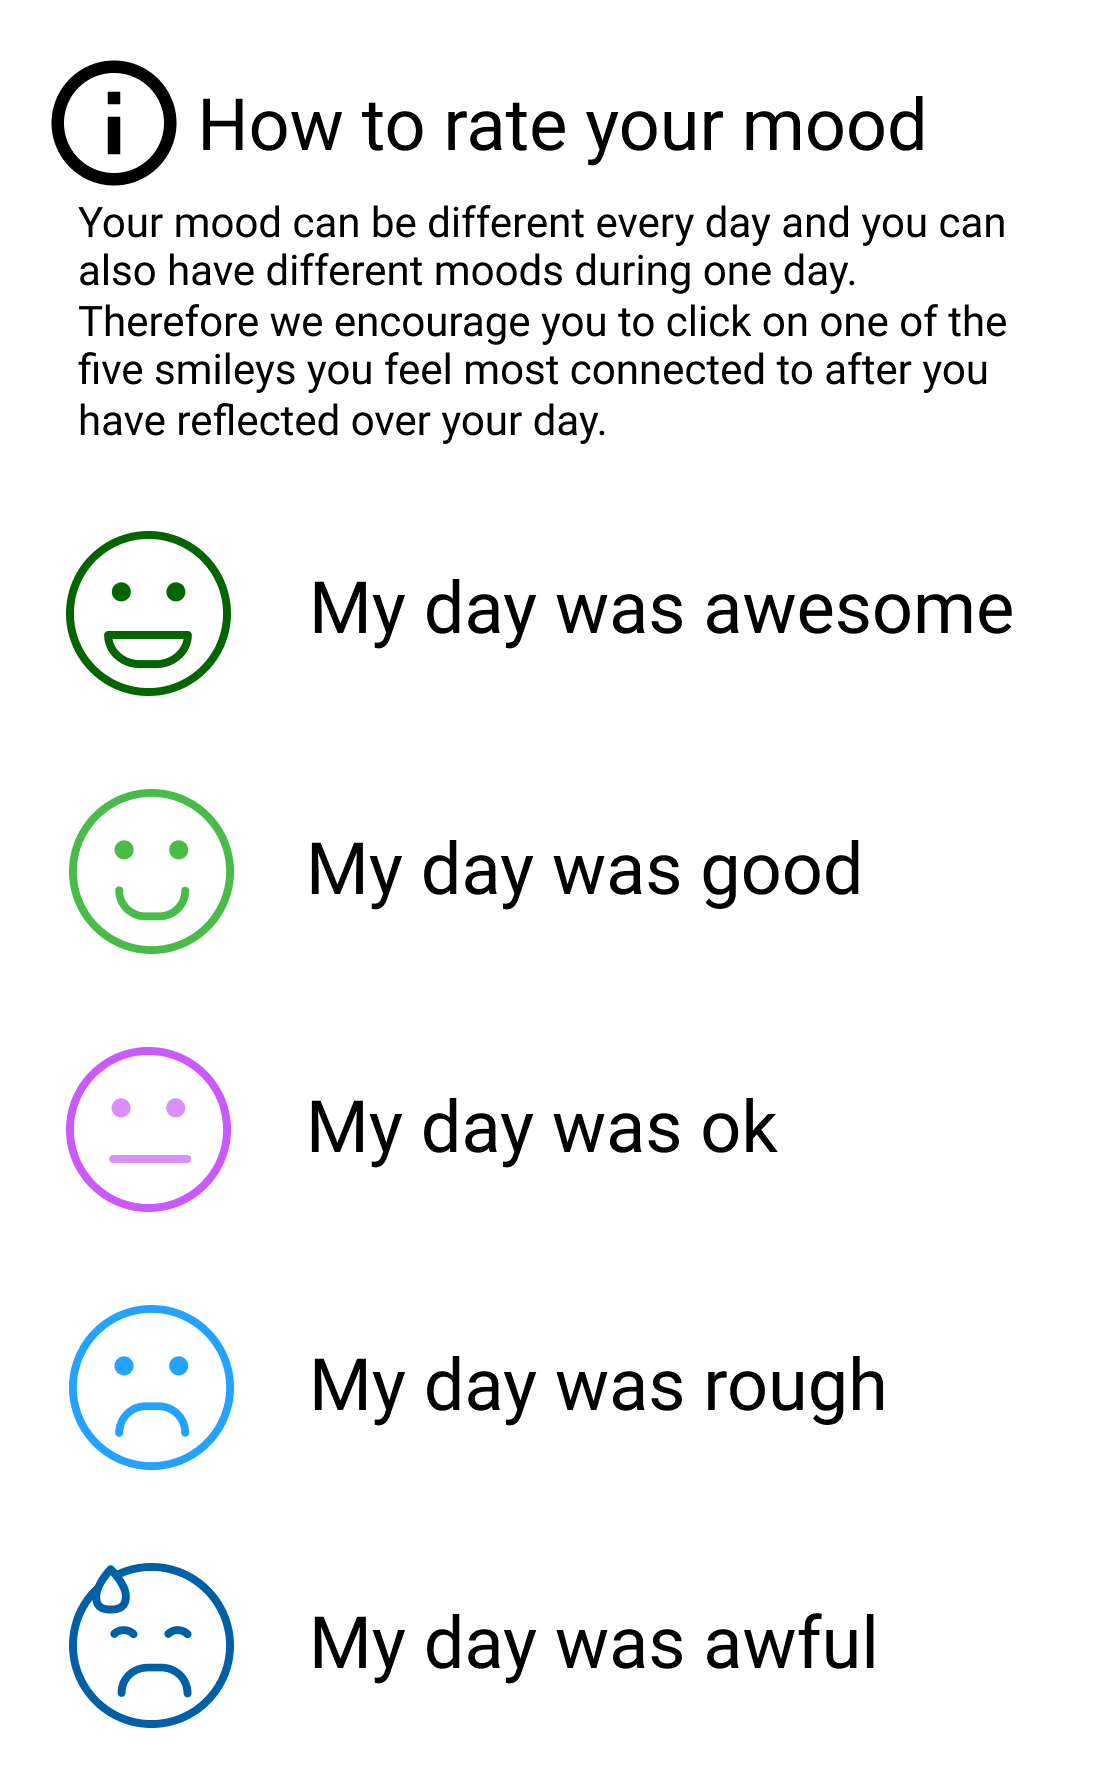 How to rate your mood
Your mood can be different every day and you can
also have different moods during one day.
Therefore we encourage you to click on one of the
five smileys you feel most connected to after you
have reflected over your day.
My day was awesome
My day was good
My day was ok
My day was rough
My day was awful